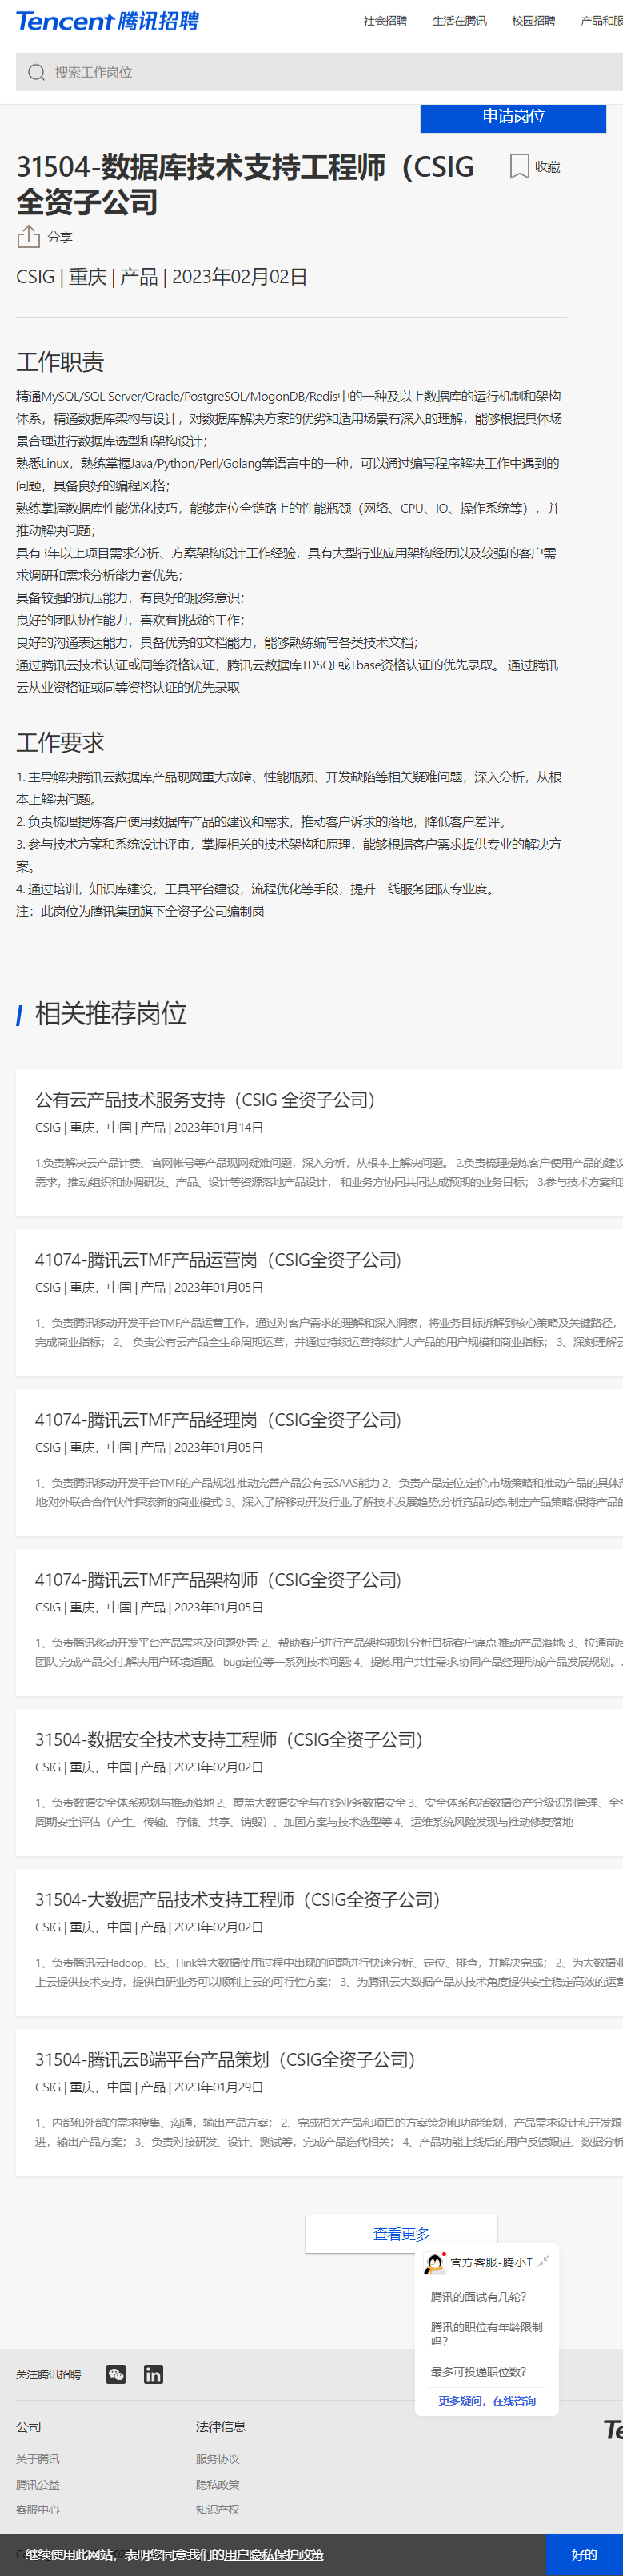 Tencent 腾讯招聘
社会招聘 生活在腾讯 校园招聘 产品和服
搜索工作岗位
申请岗位
31504-数据库技术支持工程师（CSIG
全资子公司
收藏
分享
CSIG | 重庆 | 产品 | 2023年02月02日
工作职责
精通MySQL/SQL Server/Oracle/PostgreSQL/MogonDB/Redis中的一种及以上数据库的运行机制和架构
体系，精通数据库架构与设计，对数据库解决方案的优劣和适用场景有深入的理解，能够根据具体场
景合理进行数据库选型和架构设计；
熟悉Linux，熟练掌握Java/Python/Perl/Golang等语言中的一种，可以通过编写程序解决工作中遇到的
问题，具备良好的编程风格；
熟练掌握数据库性能优化技巧，能够定位全链路上的性能瓶颈（网络、CPU、IO、操作系统等），并
推动解决问题；
具有3年以上项目需求分析、方案架构设计工作经验，具有大型行业应用架构经历以及较强的客户需
求调研和需求分析能力者优先；
具备较强的抗压能力，有良好的服务意识；
良好的团队协作能力，喜欢有挑战的工作；
良好的沟通表达能力，具备优秀的文档能力，能够熟练编写各类技术文档；
通过腾讯云技术认证或同等资格认证，腾讯云数据库TDSQL或Tbase资格认证的优先录取。 通过腾讯
云从业资格证或同等资格认证的优先录取
工作要求
1. 主导解决腾讯云数据库产品现网重大故障、性能瓶颈、开发缺陷等相关疑难问题，深入分析，从根
本上解决问题。
2. 负责梳理提炼客户使用数据库产品的建议和需求，推动客户诉求的落地，降低客户差评。
3. 参与技术方案和系统设计评审，掌握相关的技术架构和原理，能够根据客户需求提供专业的解决方
案。
4. 通过培训，知识库建设，工具平台建设，流程优化等手段，提升一线服务团队专业度。
注：此岗位为腾讯集团旗下全资子公司编制岗
相关推荐岗位
公有云产品技术服务支持（CSIG 全资子公司）
CSIG | 重庆，中国 | 产品 | 2023年01月14日
1.负责解决云产品计费、官网帐号等产品现网疑难问题，深入分析，从根本上解决问题。 2.负责梳理提炼客户使用产品的建议
需求，推动组织和协调研发、产品、设计等资源落地产品设计， 和业务方协同共同达成预期的业务目标； 3.参与技术方案和
41074-腾讯云TMF产品运营岗（CSIG全资子公司)
CSIG | 重庆，中国 | 产品 | 2023年01月05日
1、负责腾讯移动开发平台TMF产品运营工作，通过对客户需求的理解和深入洞察，将业务目标拆解到核心策略及关键路径，
完成商业指标； 2、 负责公有云产品全生命周期运营，并通过持续运营持续扩大产品的用户规模和商业指标； 3、深刻理解云
41074-腾讯云TMF产品经理岗（CSIG全资子公司)
CSIG | 重庆，中国 | 产品 | 2023年01月05日
1、负责腾讯移动开发平台TMF的产品规划,推动完善产品公有云SAAS能力 2、负责产品定位,定价,市场策略和推动产品的具体落
地;对外联合合作伙伴探索新的商业模式; 3、深入了解移动开发行业,了解技术发展趋势,分析竟品动态,制定产品策略,保持产品的
41074-腾讯云TMF产品架构师（CSIG全资子公司)
CSIG | 重庆，中国 | 产品 | 2023年01月05日
1、负责腾讯移动开发平台产品需求及问题处置; 2、帮助客户进行产品架构规划,分析目标客户痛点,推动产品落地; 3、拉通前后
团队,完成产品交付,解决用户环境适配、bug定位等一系列技术问题; 4、提炼用户共性需求,协同产品经理形成产品发展规划。
31504-数据安全技术支持工程师（CSIG全资子公司）
CSIG | 重庆，中国 | 产品 | 2023年02月02日
1、负责数据安全体系规划与推动落地 2、覆盖大数据安全与在线业务数据安全 3、安全体系包括数据资产分级识别管理、全生
周期安全评估（产生、传输、存储、共享、销毁）、加固方案与技术选型等 4、运维系统风险发现与推动修复落地
31504-大数据产品技术支持工程师（CSIG全资子公司）
CSIG | 重庆，中国 | 产品 | 2023年02月02日
1、负责腾讯云Hadoop、ES、Flink等大数据使用过程中出现的问题进行快速分析、定位、排查，并解决完成； 2、为大数据业
上云提供技术支持，提供自研业务可以顺利上云的可行性方案； 3、为腾讯云大数据产品从技术角度提供安全稳定高效的运营
31504-腾讯云B端平台产品策划（CSIG全资子公司）
CSIG | 重庆，中国 | 产品 | 2023年01月29日
1、内部和外部的需求搜集、沟通，输出产品方案； 2、完成相关产品和项目的方案策划和功能策划，产品需求设计和开发跟
进，输出产品方案； 3、负责对接研发、设计、测试等，完成产品迭代相关； 4、产品功能上线后的用户反馈跟进、数据分析
查看更多
官方客服-腾小T
腾讯的面试有几轮?
腾讯的职位有年龄限制
吗?
最多可投递职位数?
更多疑问，在线咨询
关注腾讯招聘
公司 法律信息
关于腾讯 服务协议
腾讯公益 隐私政策
客服中心 知识产权
继续使用此网站，表明您同意我们的用户隐私保护政策
好的